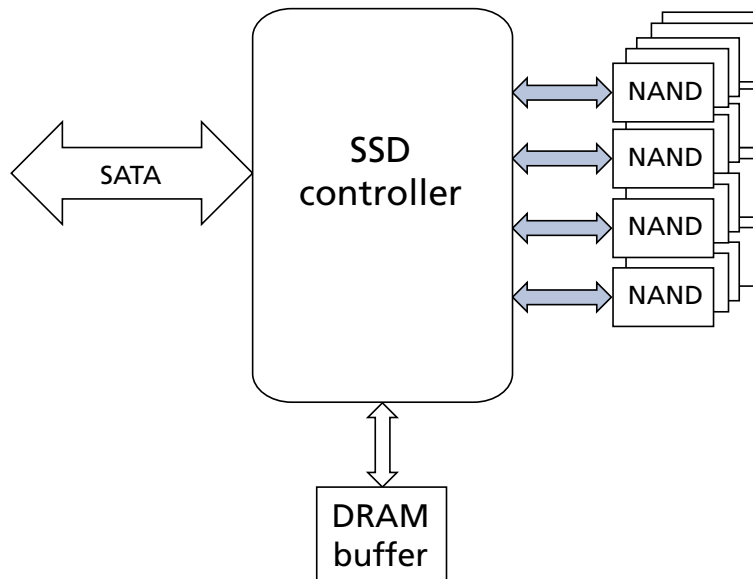 SATA
SSD
controller
NAND
NAND
NAND
NAND
DRAM
buffer